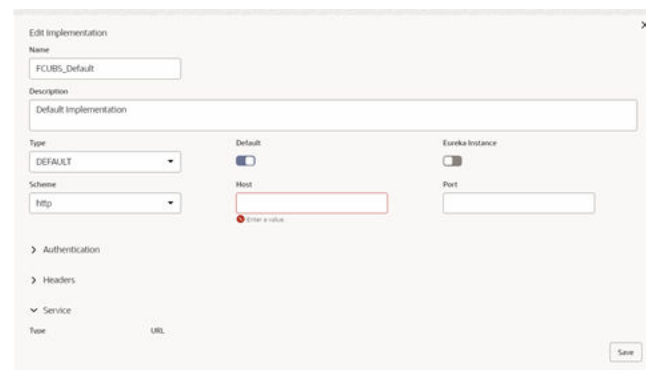 Edit Implementation
Name
FCUBS_Default
Description
Default Implementation
Type
Default
Eureka Instance
DEFAULT
Scheme
Host
Port
http
Enter a value
Authentication
Headers
Service
Type
URL
Save